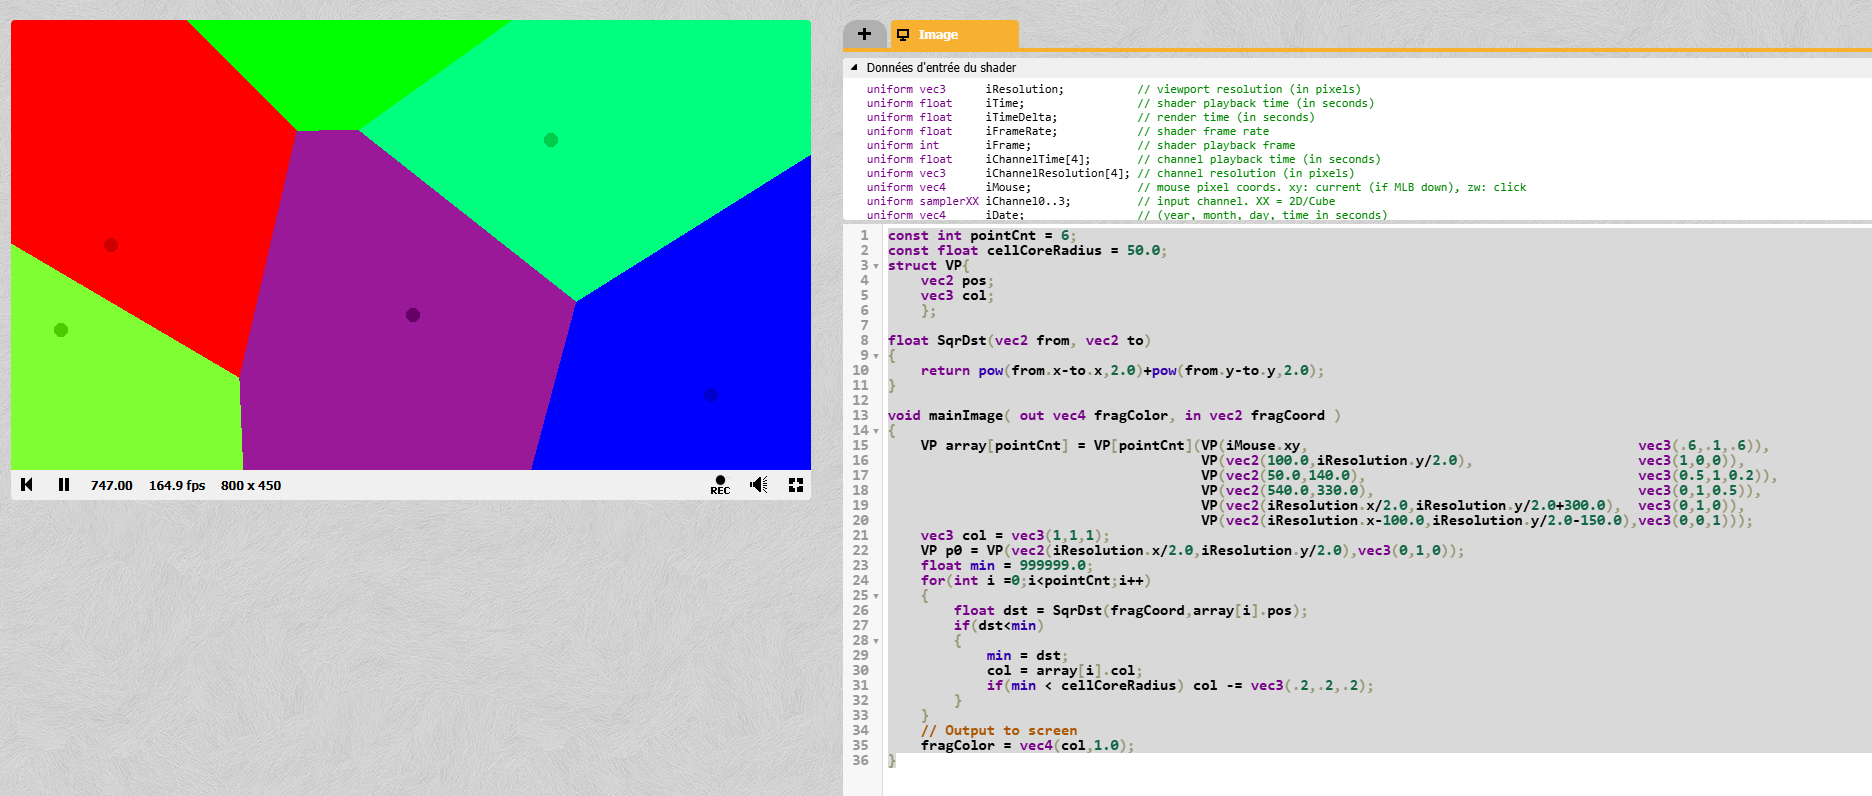 747.00 164.9 fps 800 x 450 REC
+ Image
Données d'entrée du shader
uniform vec3 iResolution; // viewport resolution (in pixels)
uniform float iTime; // shader playback time (in seconds)
uniform float iTimeDelta; // render time (in seconds)
uniform float iFrameRate; // shader frame rate
uniform int iFrame; // shader playback frame
uniform float iChannelTime[4]; // channel playback time (in seconds)
uniform vec3 iChannelResolution[4]; // channel resolution (in pixels)
uniform vec4 iMouse; // mouse pixel coords. xy: current (if MLB down), zw: click
uniform samplerXX iChannel0..3; // input channel. XX = 2D/Cube
uniform vec4 iDate; // (year, month, day, time in seconds)
1 const int pointCnt = 6;
2 const float cellCoreRadius = 50.0;
3 struct VP{
4 vec2 pos;
5 vec3 col;
6 };
7
8 float SqrDst(vec2 from, vec2 to)
9 {
10 return pow(from.x-to.x,2.0)+pow(from.y-to.y,2.0);
11 }
12
13 void mainImage( out vec4 fragColor, in vec2 fragCoord )
14 {
15 VP array[pointCnt] = VP[pointCnt](VP(iMouse.xy, vec3(.6,.1,.6)),
16 VP(vec2(100.0,iResolution.y/2.0), vec3(1,0,0)),
17 VP(vec2(50.0,140.0), vec3(0.5,1,0.2)),
18 VP(vec2(540.0,330.0), vec3(0,1,0.5)),
19 VP(vec2(iResolution.x/2.0,iResolution.y/2.0+300.0), vec3(0,1,0)),
20 VP(vec2(iResolution.x-100.0,iResolution.y/2.0-150.0),vec3(0,0,1)));
21 vec3 col = vec3(1,1,1);
22 VP p0 = VP(vec2(iResolution.x/2.0,iResolution.y/2.0),vec3(0,1,0));
23 float min = 999999.0;
24 for(int i =0;i<pointCnt;i++)
25 {
26 float dst = SqrDst(fragCoord,array[i].pos);
27 if(dst<min)
28 {
29 min = dst;
30 col = array[i].col;
31 if(min < cellCoreRadius) col -= vec3(.2,.2,.2);
32 }
33 }
34 // Output to screen
35 fragColor = vec4(col,1.0);
36 }